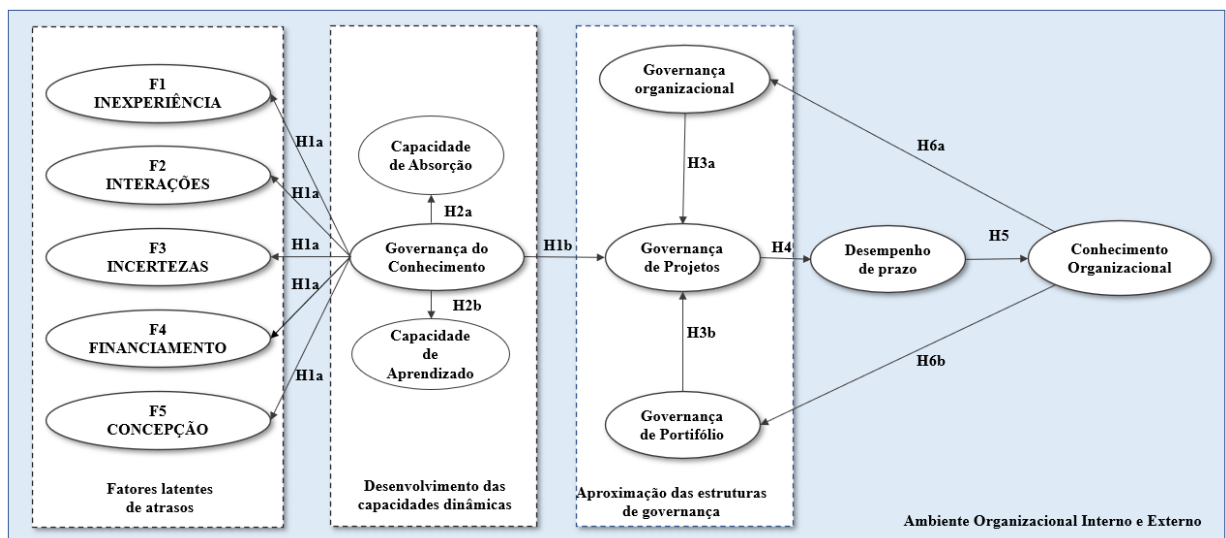 F1
INEXPERIÊNCIA
F2
INTERAÇÕES
F3
INCERTEZAS
F4
FINANCIAMENTO
F5
CONCEPÇÃO
Fatores latentes
de atrasos
H1a
H1a
H1a
H1a
H1a
Capacidade
de Absorção
H2a
Governança do
Conhecimento
H2b
Capacidade
de
Aprendizado
Desenvolvimento das
capacidades dinâmicas
H1b
Governança
organizacional
H3a
Governança
de Projetos
H3b
Governança
de Portifólio
Aproximação das estruturas
de governança
H4
Desempenho
de prazo
H5
Conhecimento
Organizacional
H6a
H6b
Ambiente Organizacional Interno e Externo